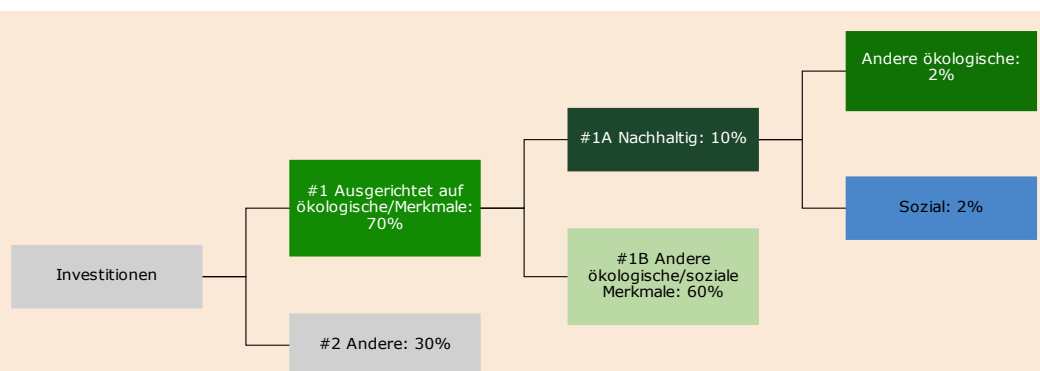 Andere ökologische:
2%
#1A Nachhaltig: 10%
#1 Ausgerichtet auf
ökologische/Merkmale:
70%
Sozial: 2%
Investitionen
#1B Andere
ökologische/soziale
Merkmale: 60%
#2 Andere: 30%